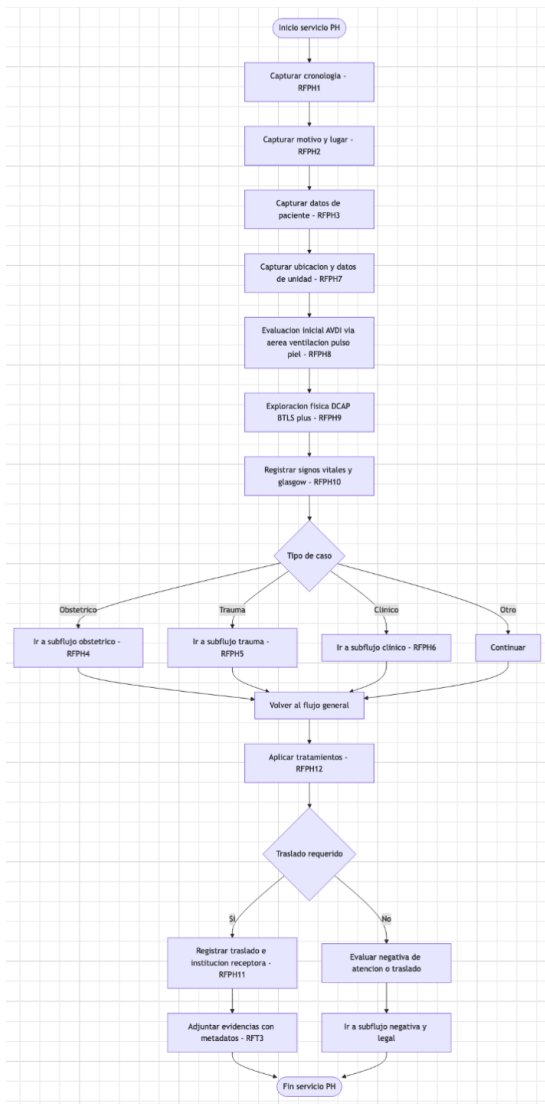 Inicio servicio PH
Capturar cronologia -
RFPH1
Capturar motivo y lugar -
RFPH2
Capturar datos de
paciente - RFPH3
Capturar ubicacion y datos
de unidad - RFPH7
Evaluacion inicial AVDI via
aerea ventilacion pulso
piel - RFPH8
Exploracion fisica DCAP
BTLS plus - RFPH9
Registrar signos vitales y
glasgow - RFPH10
Tipo de caso
Obstetrico
Trauma
Clinico
Otro
Ir a subflujo obstetrico -
RFPH4
Ir a subflujo trauma -
RFPH5
Ir a subflujo clinico - RFPH6
Continuar
Volver al flujo general
Aplicar tratamientos -
RFPH12
Traslado requerido
Si
No
Registrar traslado e
institucion receptora -
RFPH11
Evaluar negativa de
atencion o traslado
Adjuntar evidencias con
metadatos - RFT3
Ir a subflujo negativa y
legal
Fin servicio PH